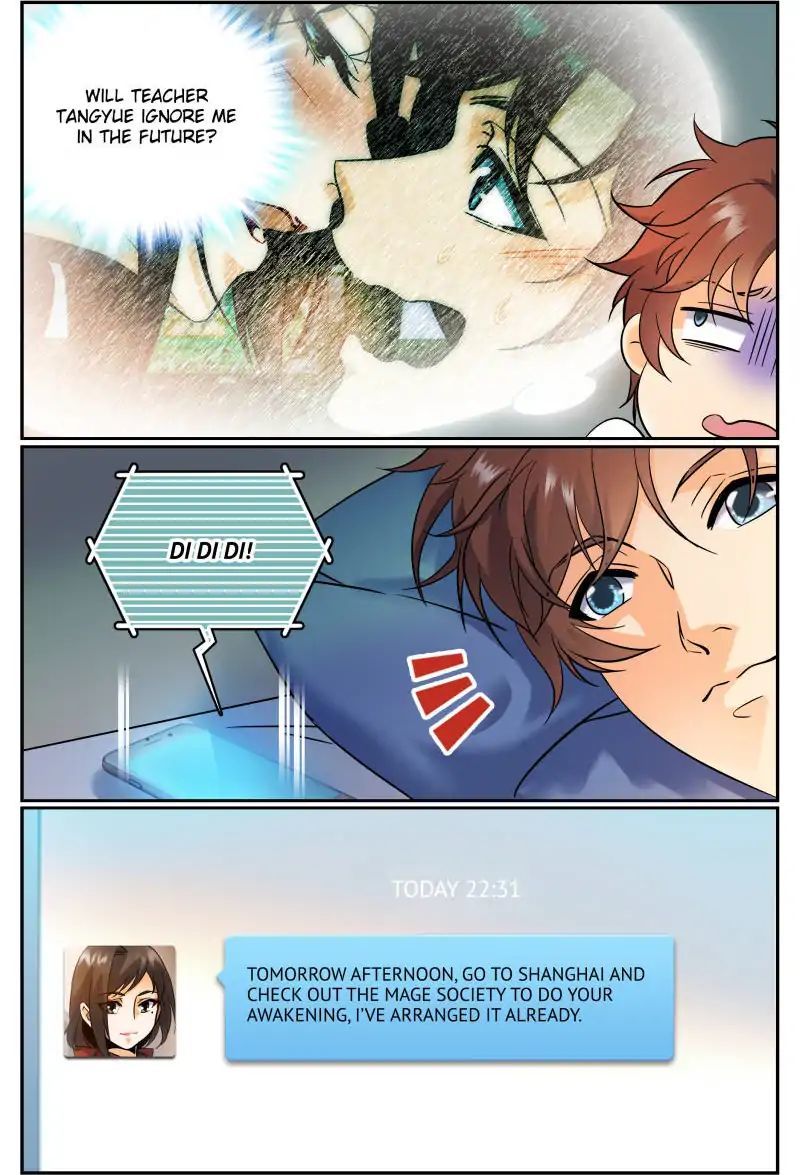 WILL TEACHER
TANGYUE IGNORE ME
IN THE FUTURE?
DI DI DI!
TODAY 22:31
TOMORROW AFTERNOON, GO TO SHANGHAI AND
CHECK OUT THE MAGE SOCIETY TO DO YOUR
AWAKENING, I'VE ARRANGED IT ALREADY.